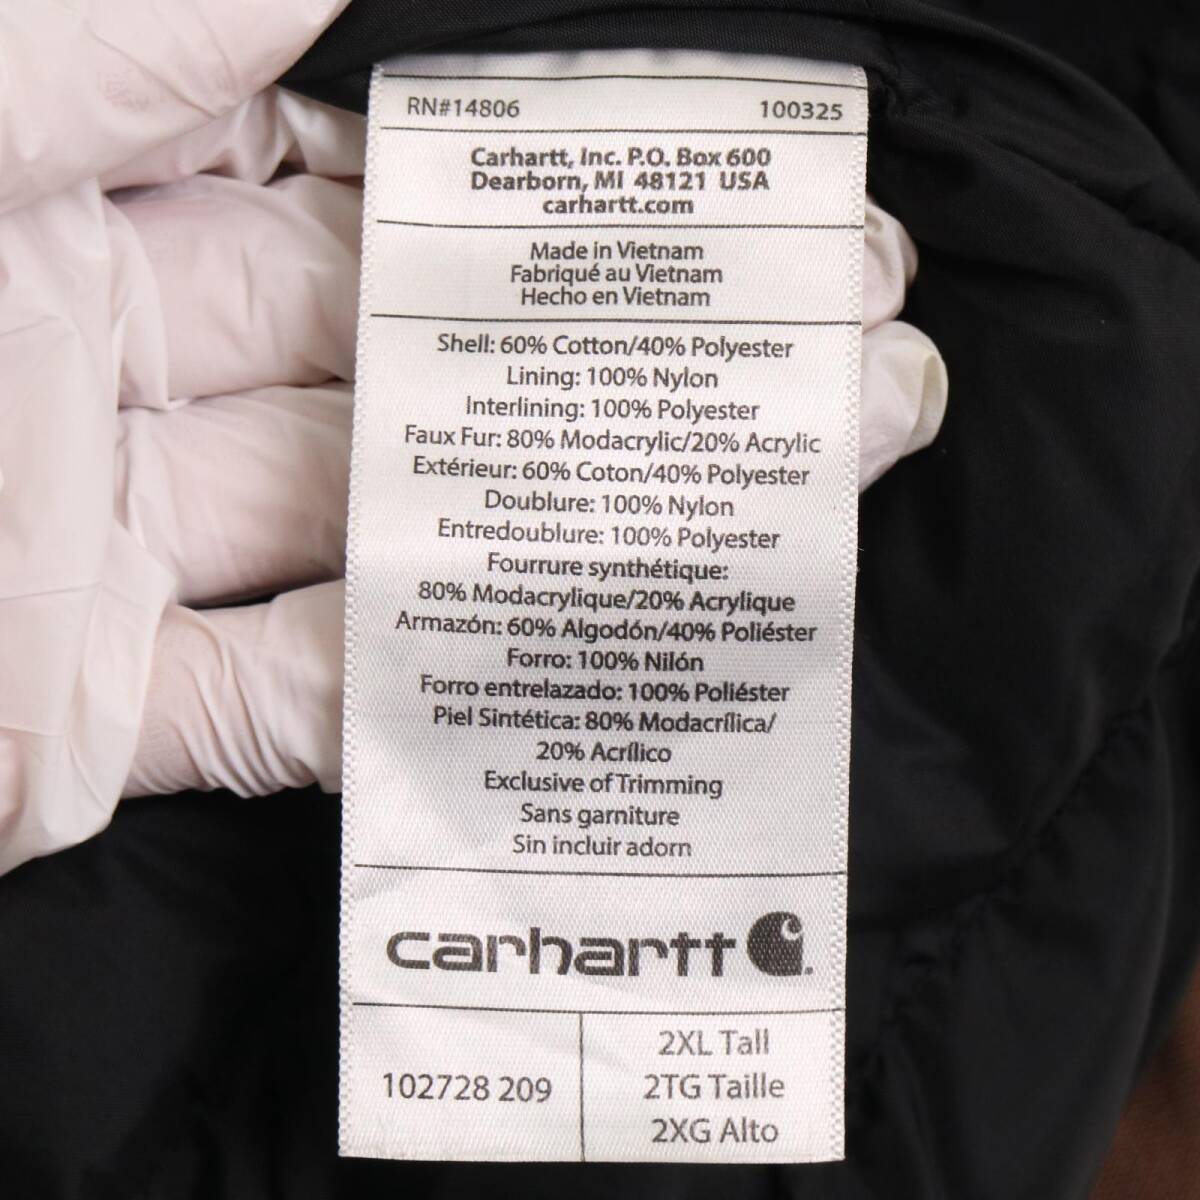 RN#14806 100325
Carhartt, Inc. P.O. Box 600
Dearborn, MI 48121 USA
carhartt.com
Made in Vietnam
Fabriqué au Vietnam
Hecho en Vietnam
Shell: 60% Cotton/40% Polyester
Lining: 100% Nylon
Interlining: 100% Polyester
Faux Fur: 80% Modacrylic/20% Acrylic
Extérieur: 60% Coton/40% Polyester
Doublure: 100% Nylon
Entredoublure: 100% Polyester
Fourrure synthétique:
80% Modacrylique/20% Acrylique
Armazón: 60% Algodón/40% Poliéster
Forro: 100% Nilón
Forro entrelazado: 100% Poliéster
Piel Sintética: 80% Modacrílica/
20% Acrílico
Exclusive of Trimming
Sans garniture
Sin incluir adorn
carhartt
102728 209
2XL Tall
2TG Taille
2XG Alto